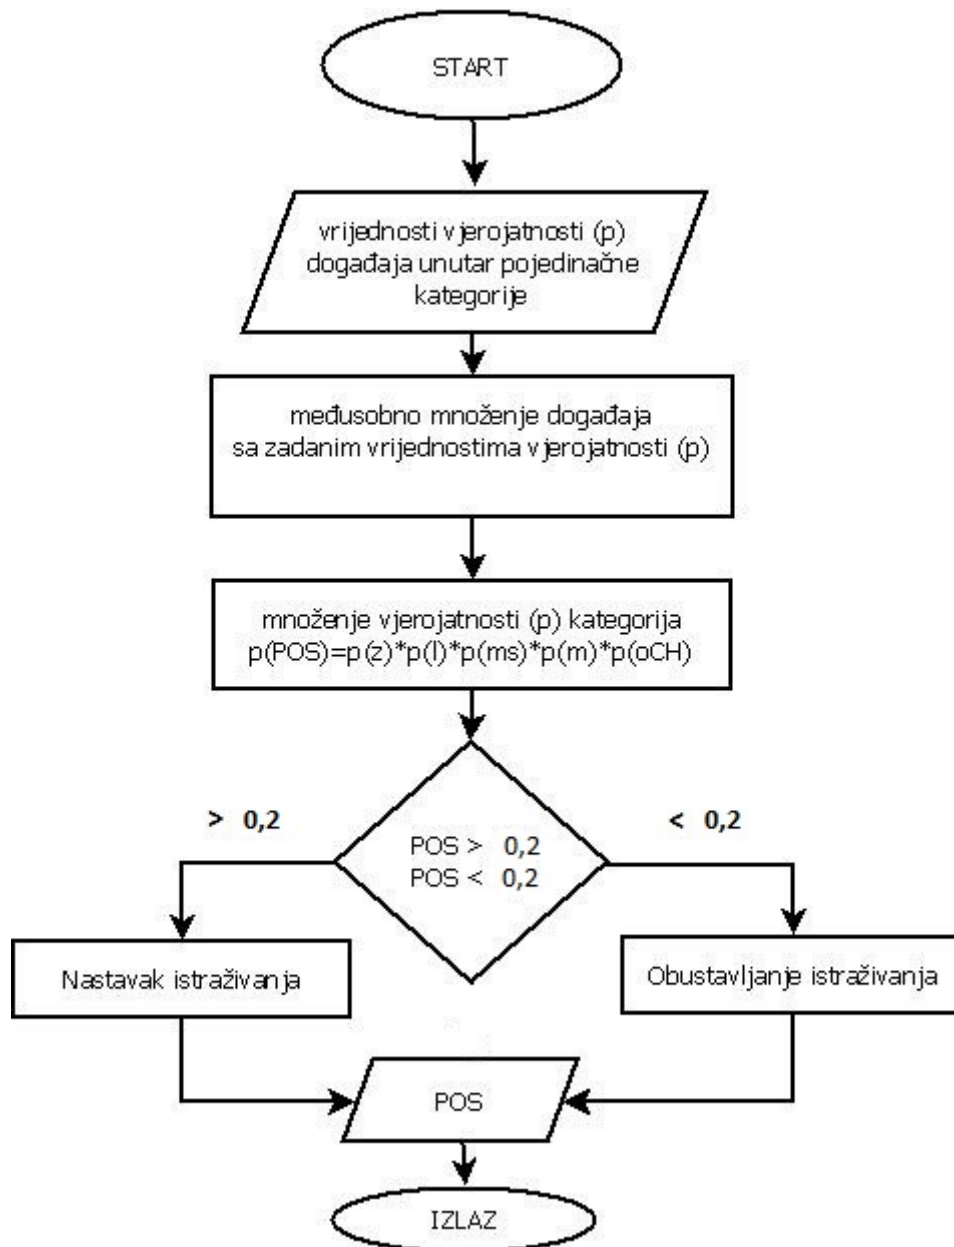 START
vrijednosti vjerojatnosti (p)
događaja unutar pojedinačne
kategorije
međusobno množenje događaja
sa zadanim vrijednostima vjerojatnosti (p)
množenje vjerojatnosti (p) kategorija
p(POS)=p(z)*p(l)*p(ms)*p(m)*p(oCH)
> 0,2
< 0,2
POS > 0,2
POS < 0,2
Nastavak istraživanja
Obustavljanje istraživanja
POS
IZLAZ